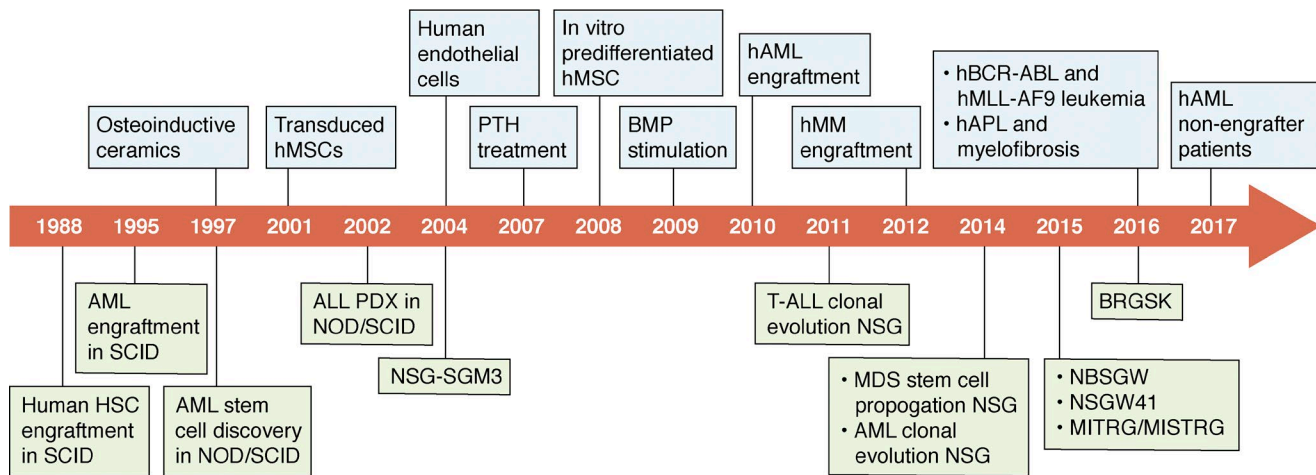 Human
endothelial
cells
In vitro
predifferentiated
hMSC
hAML
engraftment
• hBCR-ABL and
hMLL-AF9 leukemia
• hAPL and
myelofibrosis
Osteoinductive
ceramics
Transduced
hMSCs
PTH
treatment
BMP
stimulation
hMM
engraftment
hAML
non-engrafter
patients
1988 1995 1997 2001 2002 2004 2007 2008 2009 2010 2011 2012 2014 2015 2016 2017
AML
engraftment
in SCID
ALL PDX in
NOD/SCID
T-ALL clonal
evolution NSG
BRGSK
NSG-SGM3
Human HSC
engraftment
in SCID
AML stem
cell discovery
in NOD/SCID
• MDS stem cell
propogation NSG
• AML clonal
evolution NSG
• NBSGW
• NSGW41
• MITRG/MISTRG